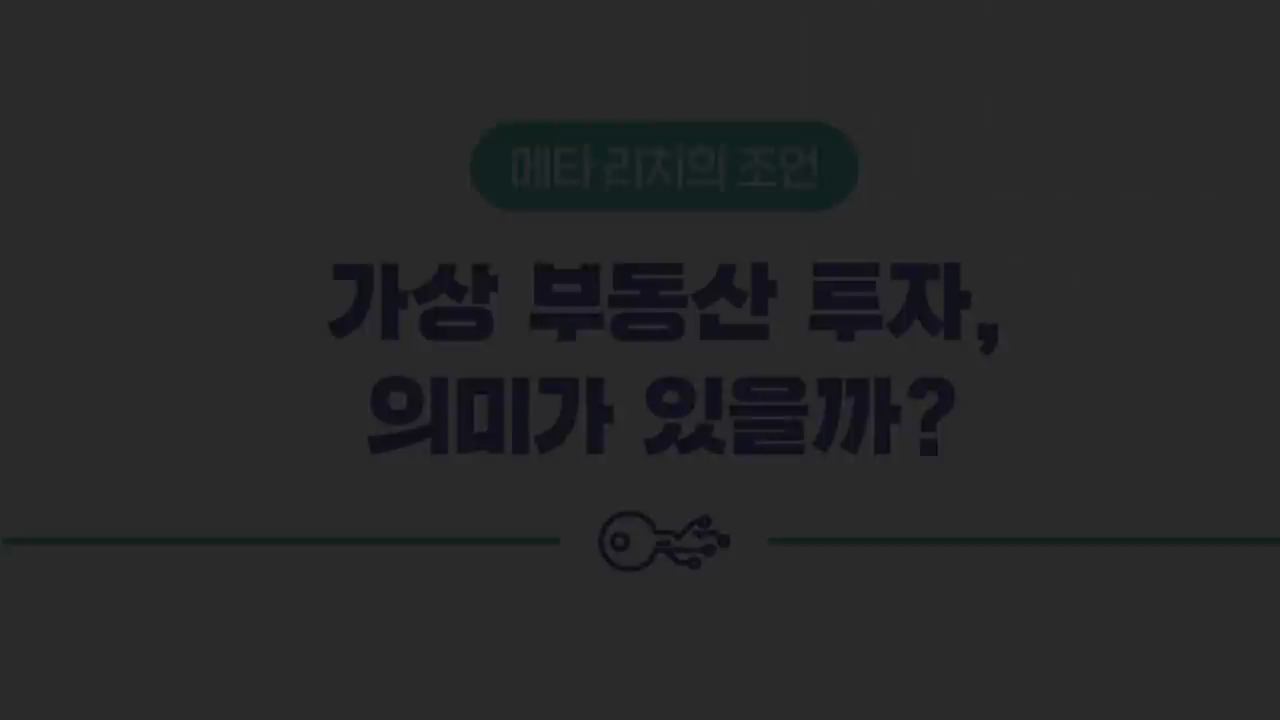 메타 리치의 조언
가상 부동산 투자,
의미가 있을까?